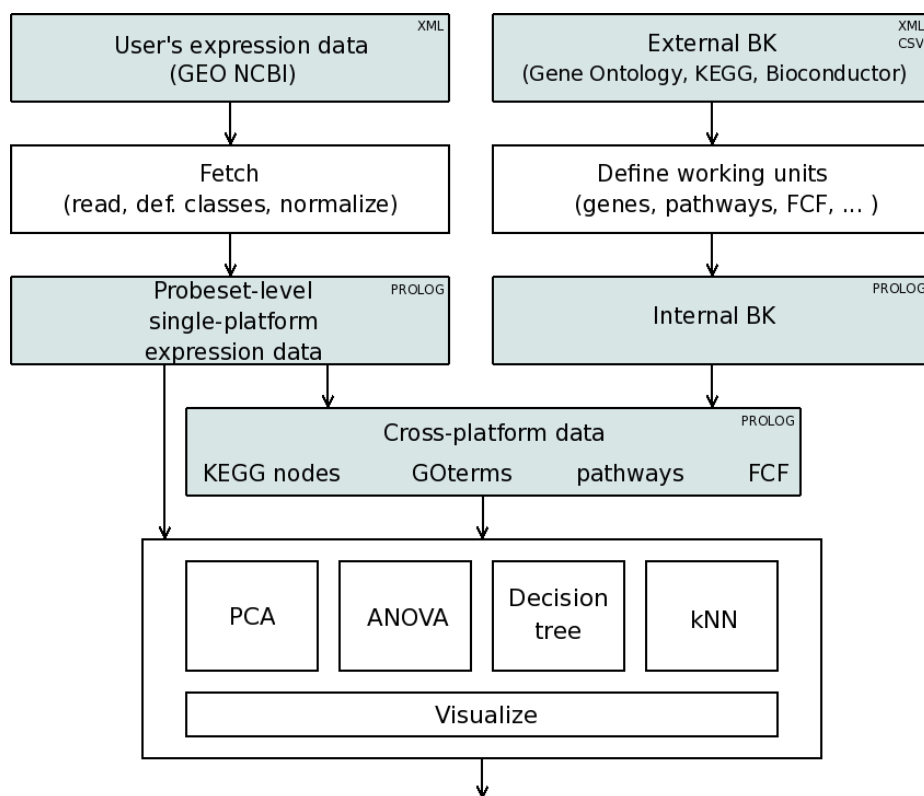 User's expression data
(GEO NCBI)
XML
External BK
(Gene Ontology, KEGG, Bioconductor)
XML
CSV
Fetch
(read, def. classes, normalize)
Define working units
(genes, pathways, FCF, ... )
Probeset-level
single-platform
expression data
PROLOG
Internal BK
PROLOG
Cross-platform data
PROLOG
KEGG nodes GOterms pathways FCF
PCA
ANOVA
Decision
tree
kNN
Visualize